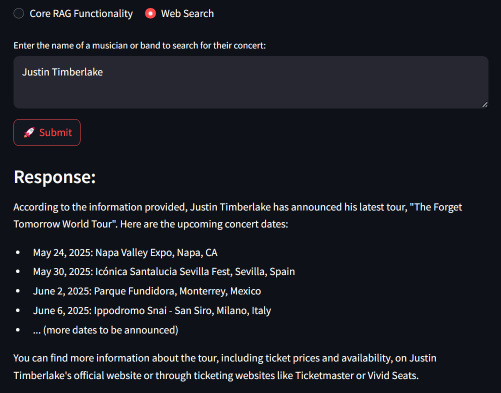 Core RAG Functionality Web Search
Enter the name of a musician or band to search for their concert:
Justin Timberlake
🚀 Submit
Response:
According to the information provided, Justin Timberlake has announced his latest tour, "The Forget
Tomorrow World Tour". Here are the upcoming concert dates:
• May 24, 2025: Napa Valley Expo, Napa, CA
• May 30, 2025: Icónica Santalucia Sevilla Fest, Sevilla, Spain
• June 2, 2025: Parque Fundidora, Monterrey, Mexico
• June 6, 2025: Ippodromo Snai - San Siro, Milano, Italy
• ... (more dates to be announced)
You can find more information about the tour, including ticket prices and availability, on Justin
Timberlake's official website or through ticketing websites like Ticketmaster or Vivid Seats.